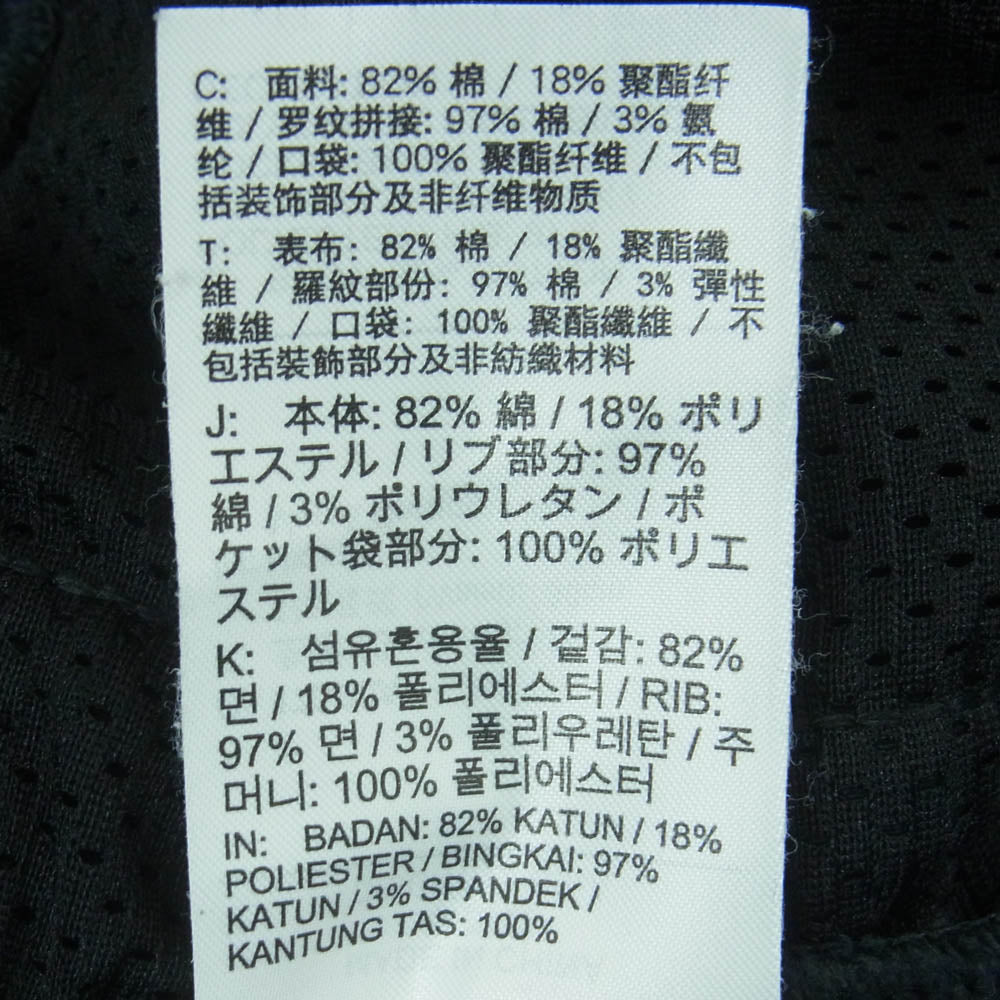 C: 面料: 82% 棉 / 18% 聚酯纤
维 / 罗纹拼接: 97% 棉 / 3% 氨
纶 / 口袋: 100% 聚酯纤维 / 不包
括装饰部分及非纤维物质
T: 表布: 82% 棉 / 18% 聚酯纖
維 / 羅紋部份: 97% 棉 / 3% 彈性
纖維 / 口袋: 100% 聚酯纖維 / 不
包括裝飾部分及非紡織材料
J: 本体: 82% 綿 / 18% ポリ
エステル / リブ部分: 97%
綿 / 3% ポリウレタン / ポ
ケット袋部分: 100% ポリエ
ステル
K: 섬유혼용율 / 겉감: 82%
면 / 18% 폴리에스터 / RIB:
97% 면 / 3% 폴리우레탄 / 주
머니: 100% 폴리에스터
IN: BADAN: 82% KATUN / 18%
POLIESTER / BINGKAI: 97%
KATUN / 3% SPANDEK /
KANTUNG TAS: 100%